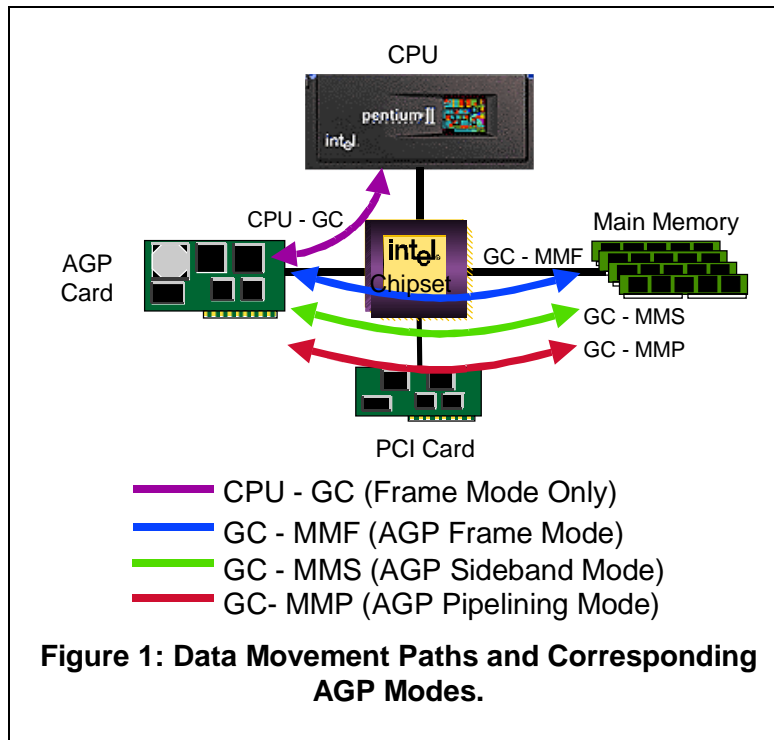 CPU
pentium II
intel
CPU - GC
Main Memory
AGP
Card
intel
Chipset
GC - MMF
GC - MMS
GC - MMP
PCI Card
CPU - GC (Frame Mode Only)
GC - MMF (AGP Frame Mode)
GC - MMS (AGP Sideband Mode)
GC- MMP (AGP Pipelining Mode)
Figure 1: Data Movement Paths and Corresponding
AGP Modes.